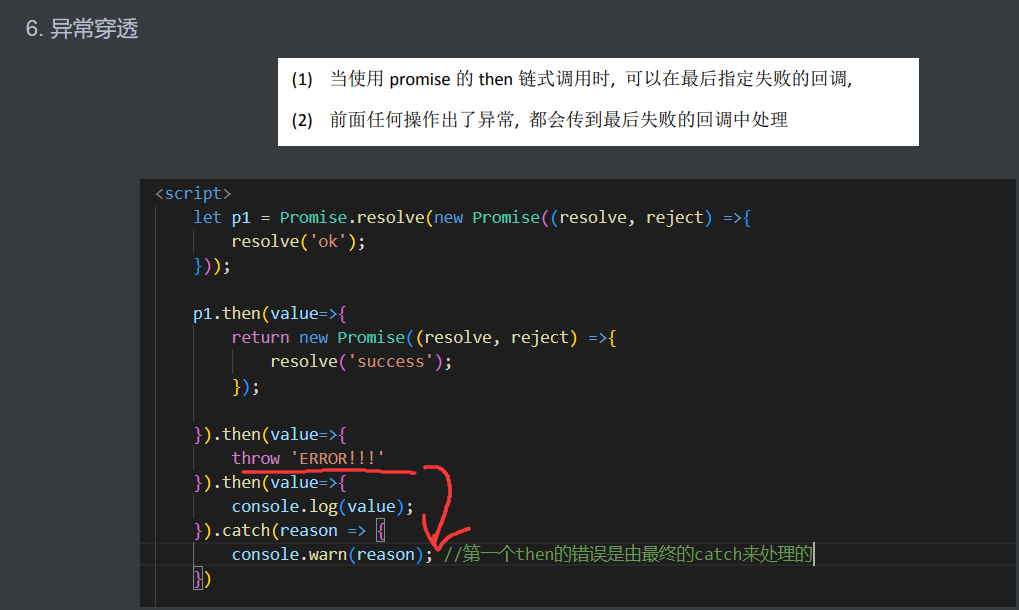 6. 异常穿透
(1) 当使用 promise 的 then 链式调用时, 可以在最后指定失败的回调,
(2) 前面任何操作出了异常, 都会传到最后失败的回调中处理
<script>
let p1 = Promise.resolve(new Promise((resolve, reject) =>{
resolve('ok');
}));
p1.then(value=>{
return new Promise((resolve, reject) =>{
resolve('success');
});
}).then(value=>{
throw 'ERROR!!!'
}).then(value=>{
console.log(value);
}).catch(reason => {
console.warn(reason); //第一个then的错误是由最终的catch来处理的
})